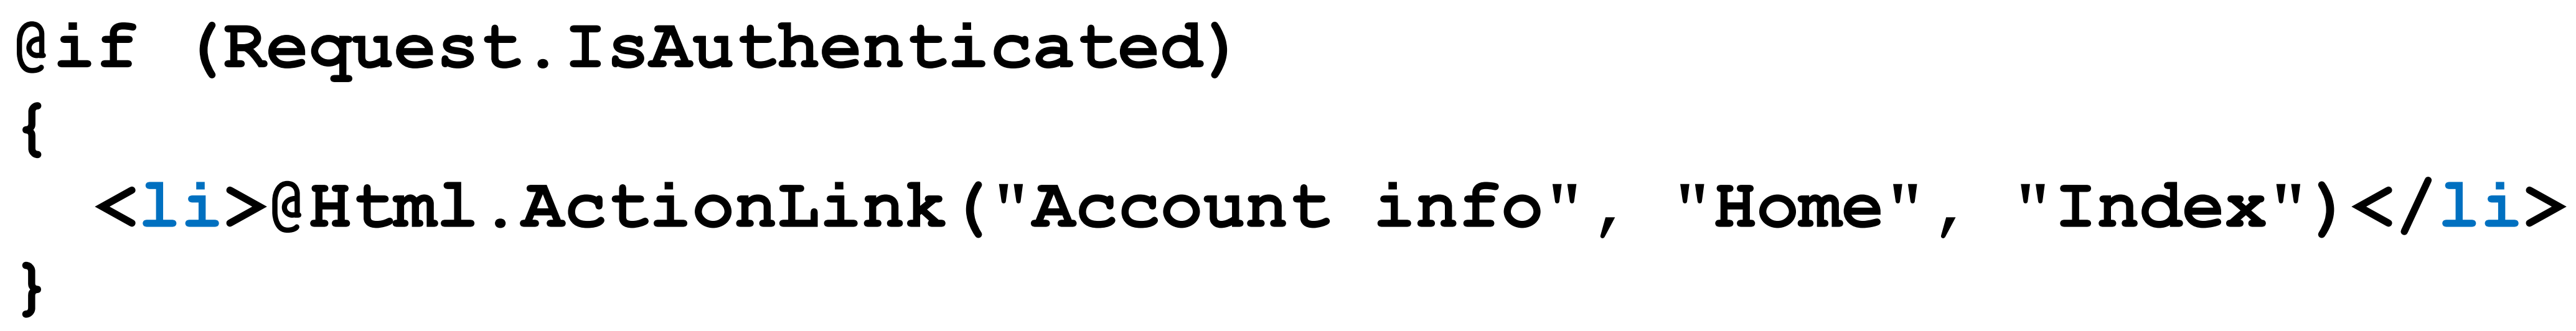 @if (Request.IsAuthenticated)
{
  <li>@Html.ActionLink("Account info", "Home", "Index")</li>
}